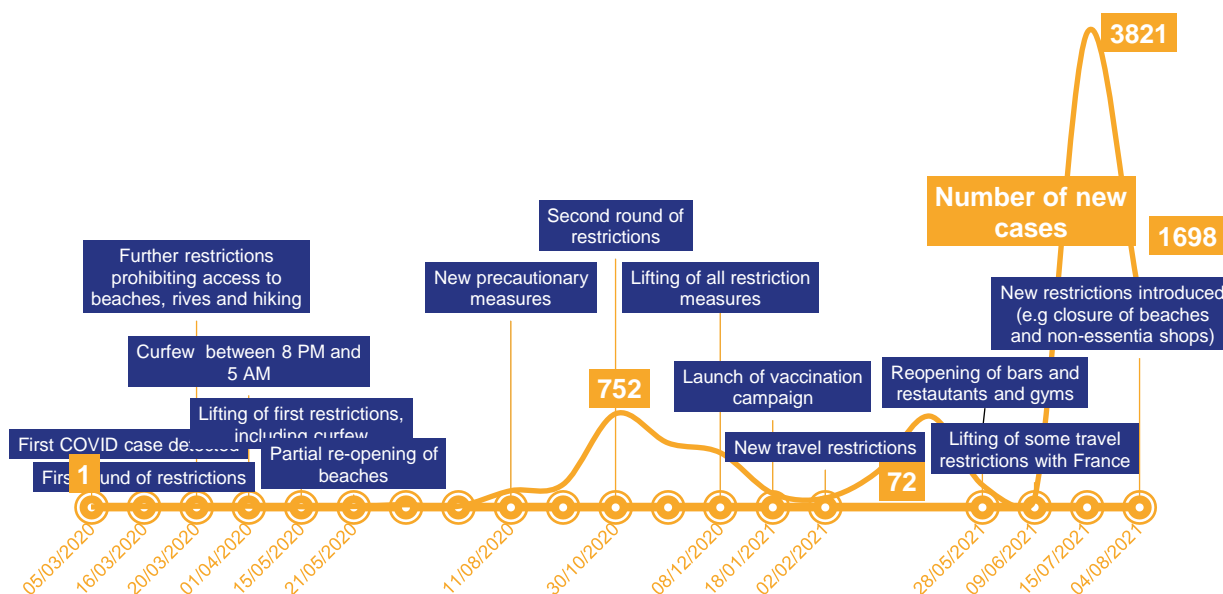 3821
Number of new
cases
1698
Second round of
restrictions
Further restrictions
prohibiting access to
beaches, rives and hiking
New precautionary
measures
Lifting of all restriction
measures
New restrictions introduced
(e.g closure of beaches
and non-essentia shops)
Curfew between 8 PM and
5 AM
752
Launch of vaccination
campaign
Reopening of bars and
restautants and gyms
Lifting of first restrictions,
including curfew
First COVID case detected
Partial re-opening of
beaches
New travel restrictions
Lifting of some travel
restrictions with France
First round of restrictions
1
72
05/03/2020
16/03/2020
20/03/2020
01/04/2020
15/05/2020
21/05/2020
11/08/2020
30/10/2020
08/12/2020
18/01/2021
02/02/2021
28/05/2021
09/06/2021
15/07/2021
04/08/2021